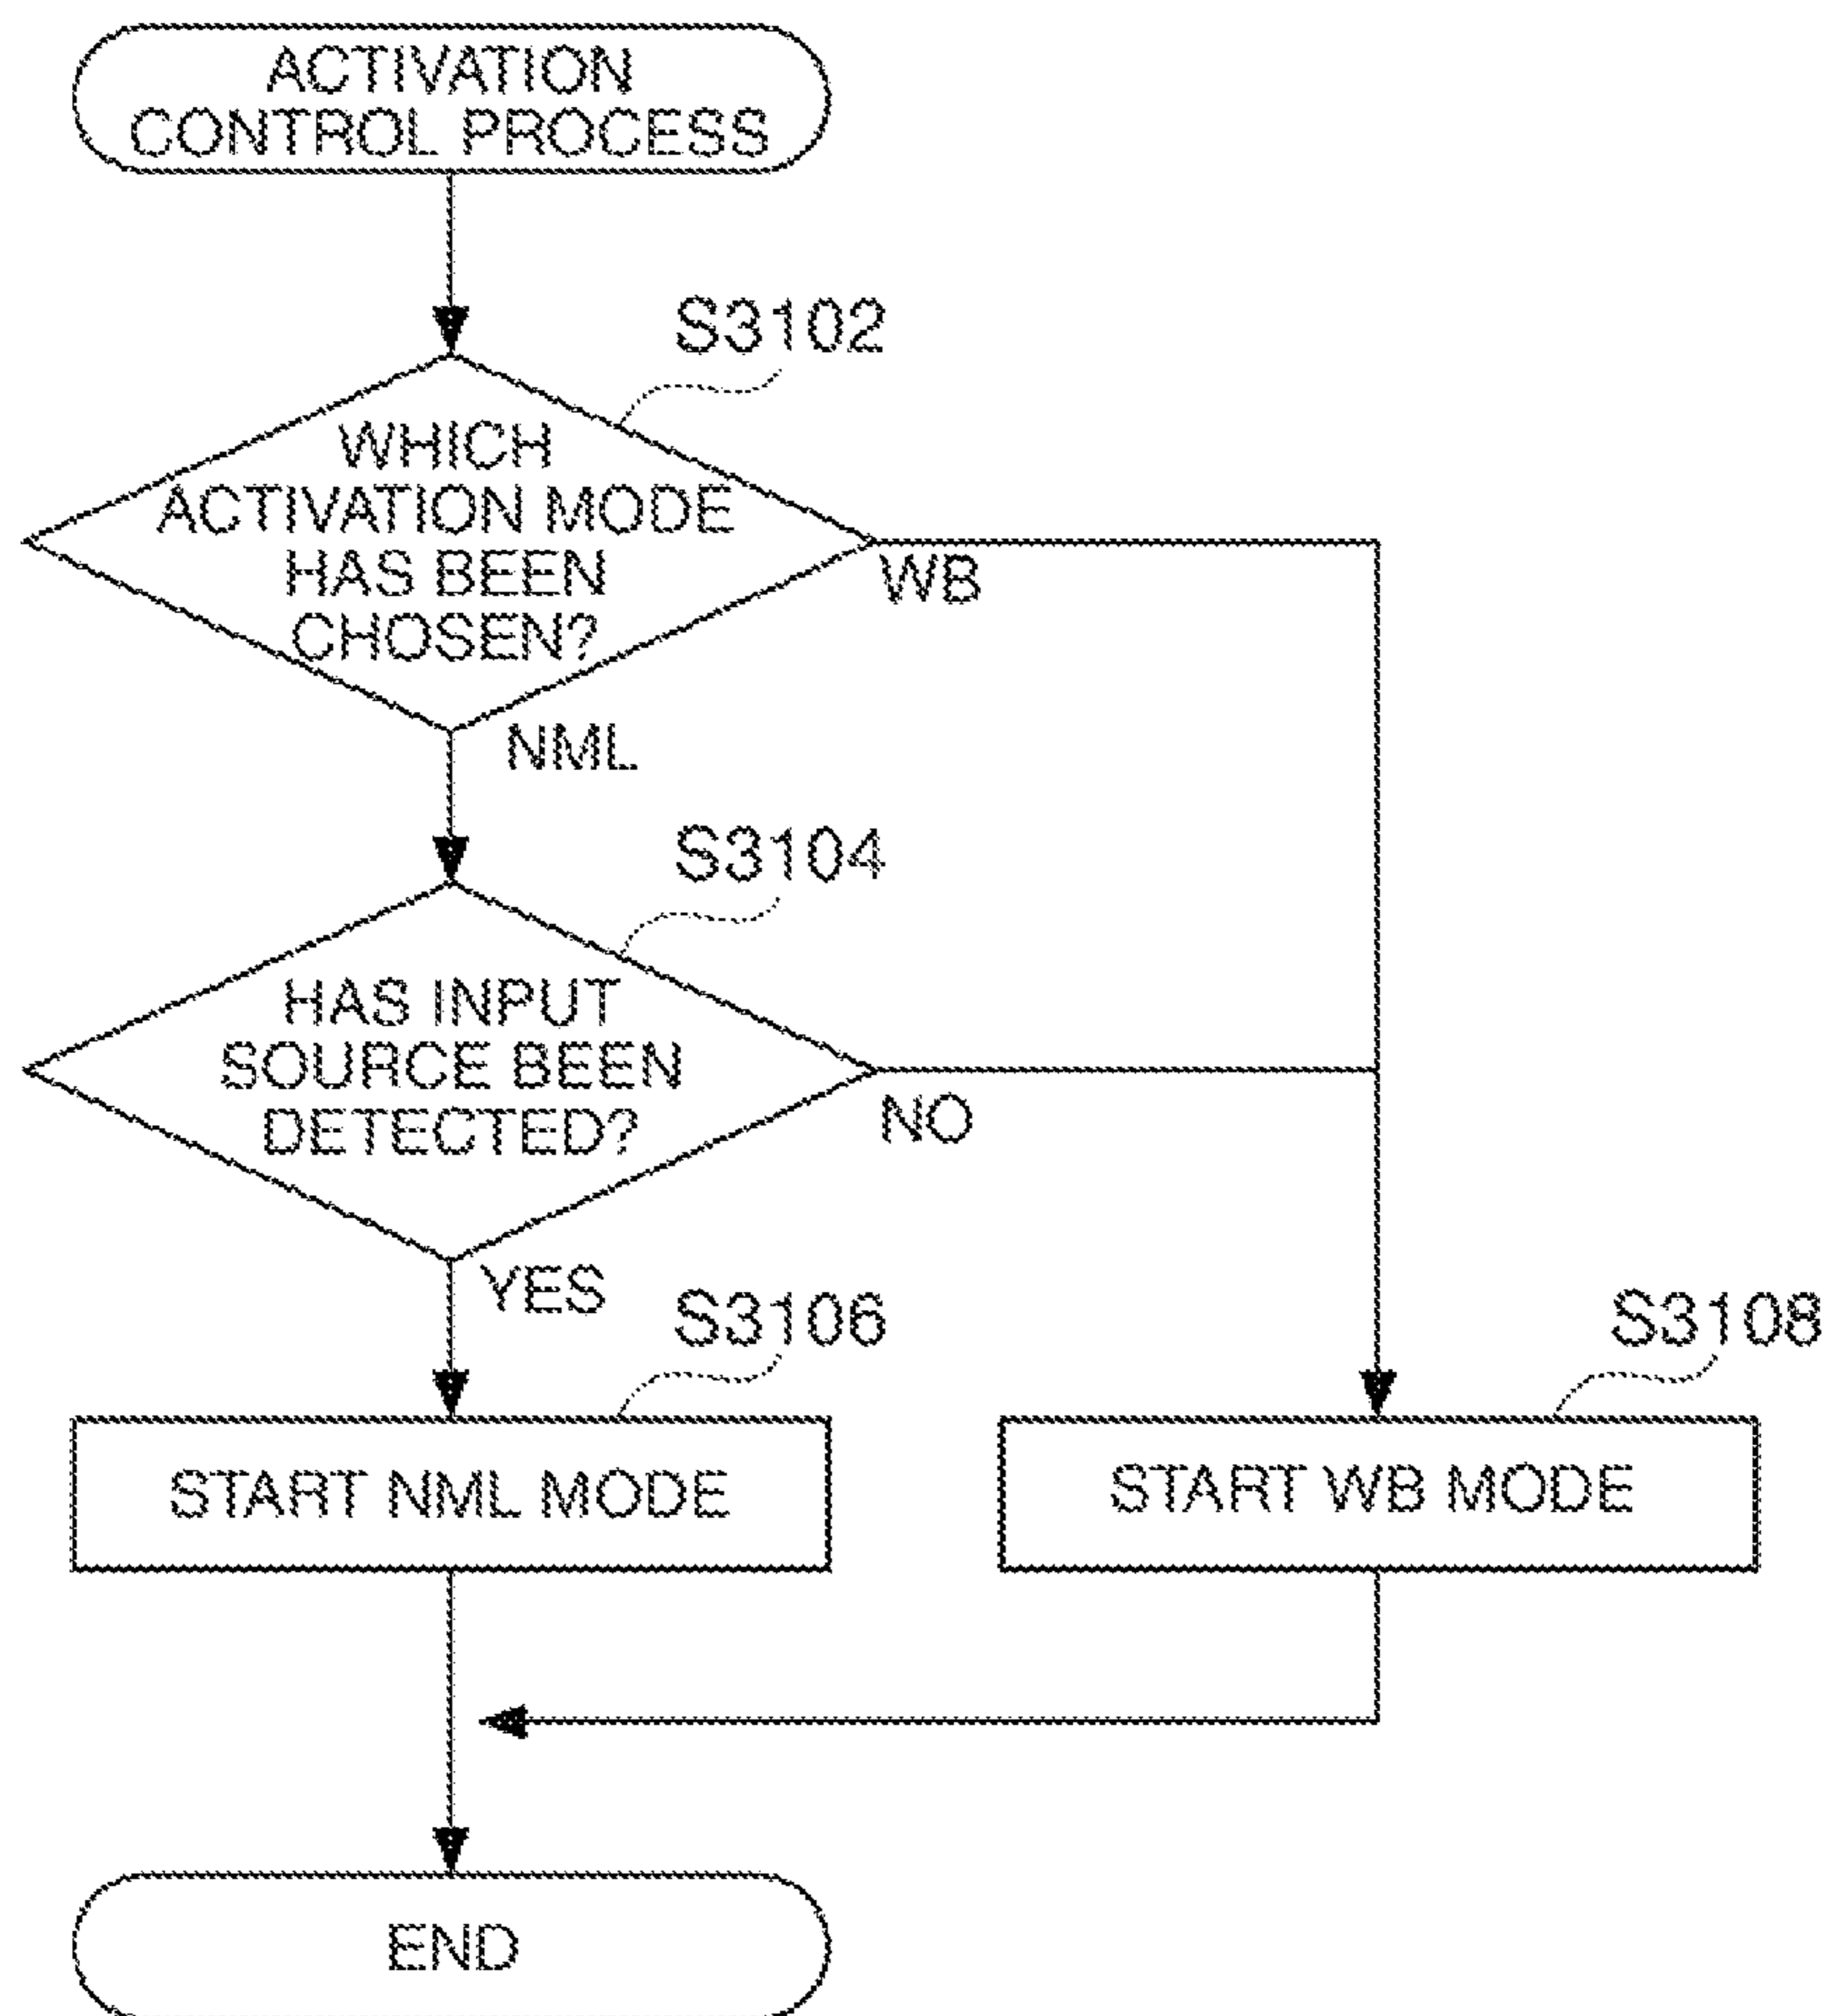 ACTIVATION
CONTROL PROCESS
S3102
WHICH
ACTIVATION MODE
HAS BEEN
CHOSEN?
WB
NML
S3104
HAS INPUT
SOURCE BEEN
DETECTED?
NO
YES
S3106
S3108
START NML MODE
START WB MODE
END